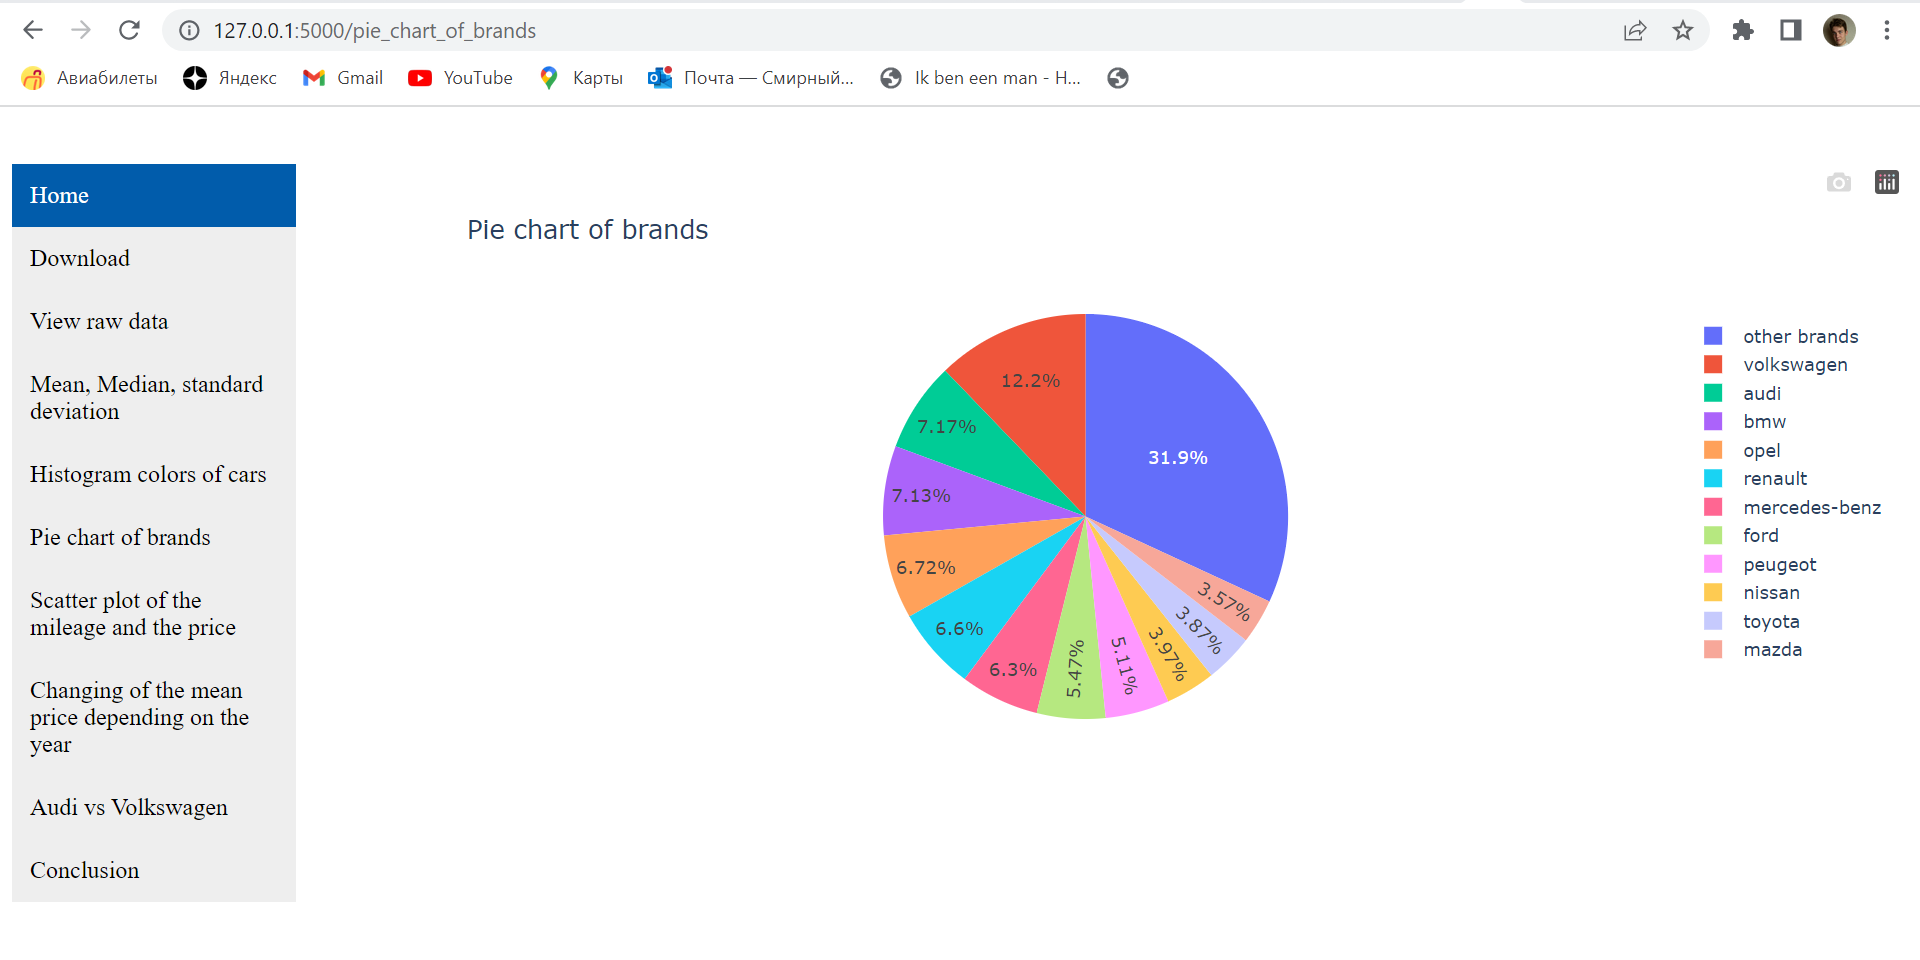 127.0.0.1:5000/pie_chart_of_brands
Авиабилеты
Яндекс
Gmail
YouTube
Карты
Почта — Смирный...
Ik ben een man - H...
Home
Download
View raw data
Mean, Median, standard
deviation
Histogram colors of cars
Pie chart of brands
Scatter plot of the
mileage and the price
Changing of the mean
price depending on the
year
Audi vs Volkswagen
Conclusion
Pie chart of brands
12.2%
7.17%
31.9%
7.13%
6.72%
6.6%
6.3%
5.47%
5.11%
3.97%
3.87%
3.57%
other brands
volkswagen
audi
bmw
opel
renault
mercedes-benz
ford
peugeot
nissan
toyota
mazda